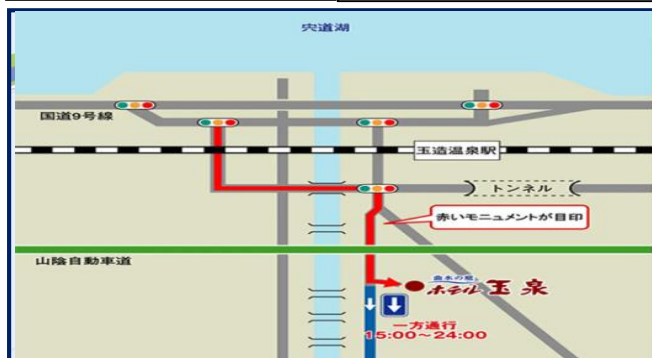 宍道湖
国道9号線
玉造温泉駅
トンネル
赤いモニュメントが目印
山陰自動車道
ホテル玉泉
一方通行
15:00〜24:00